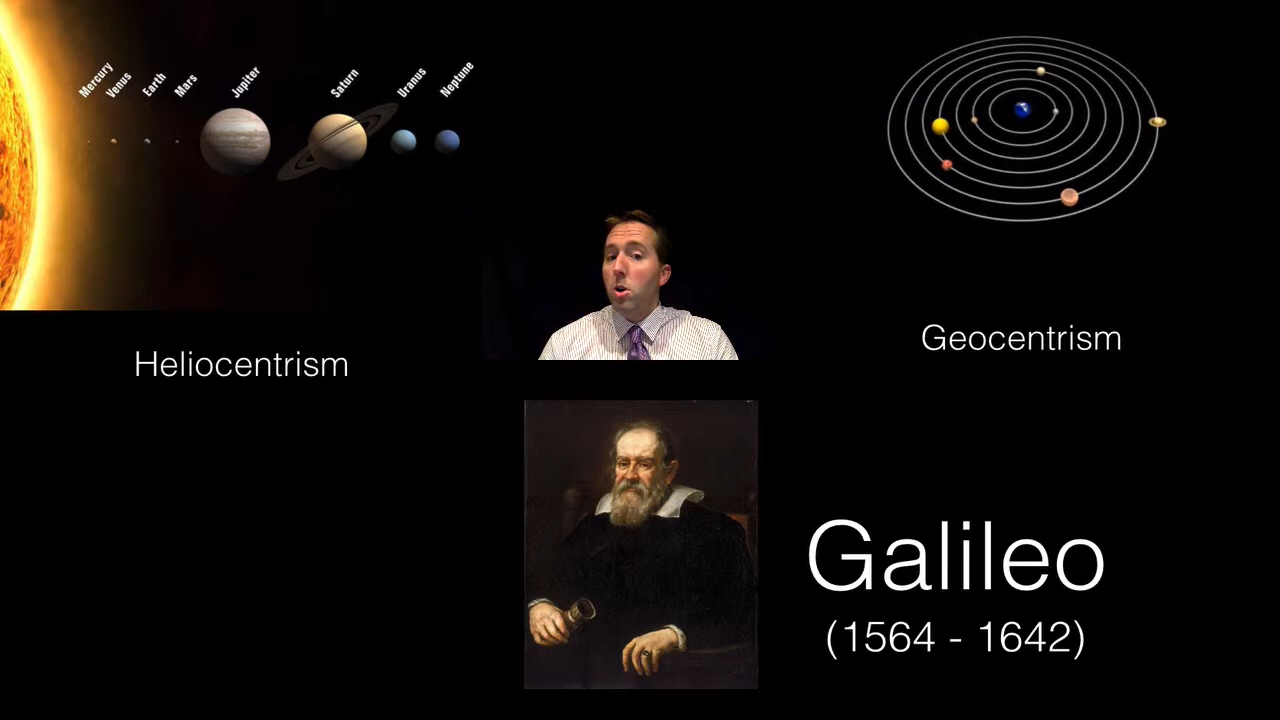 Mercury
Venus
Earth
Mars
Jupiter
Saturn
Uranus
Neptune
Heliocentrism
Geocentrism
Galileo
(1564 - 1642)